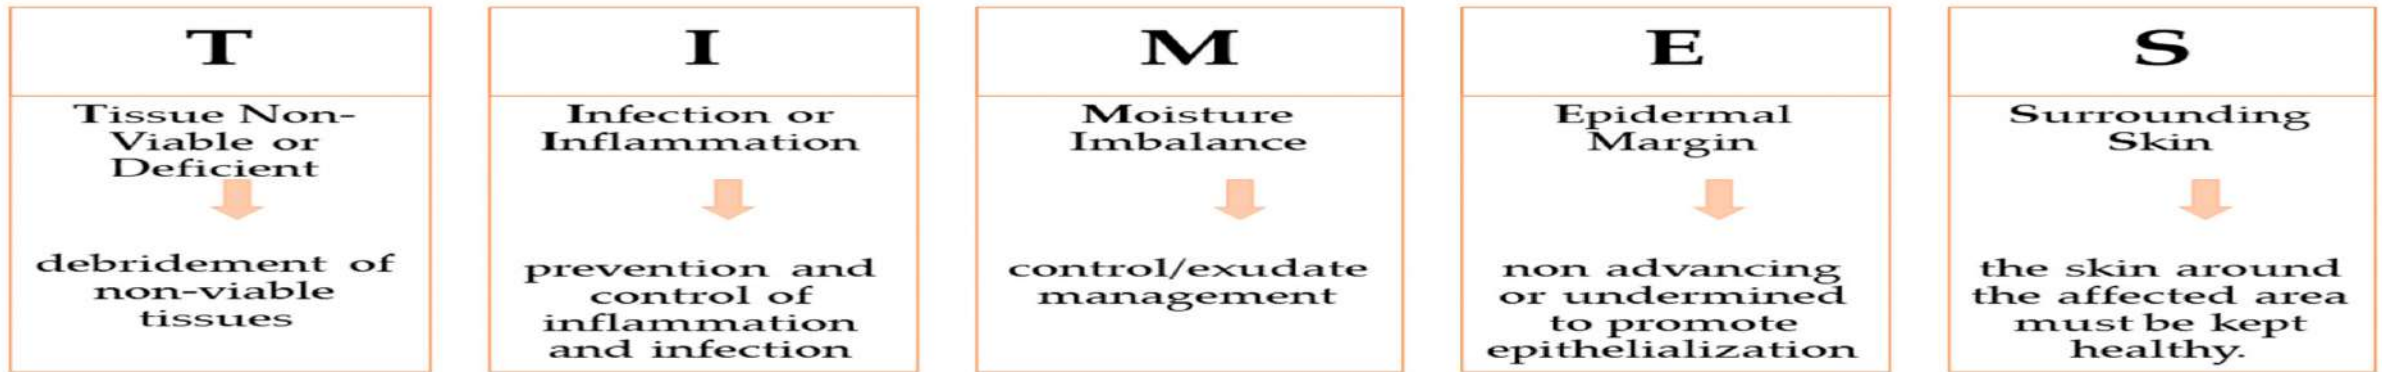 T
Tissue Non-
Viable or
Deficient
debridement of
non-viable
tissues
I
Infection or
Inflammation
prevention and
control of
inflammation
and infection
M
Moisture
Imbalance
control/exudate
management
E
Epidermal
Margin
non advancing
or undermined
to promote
epithelialization
S
Surrounding
Skin
the skin around
the affected area
must be kept
healthy.